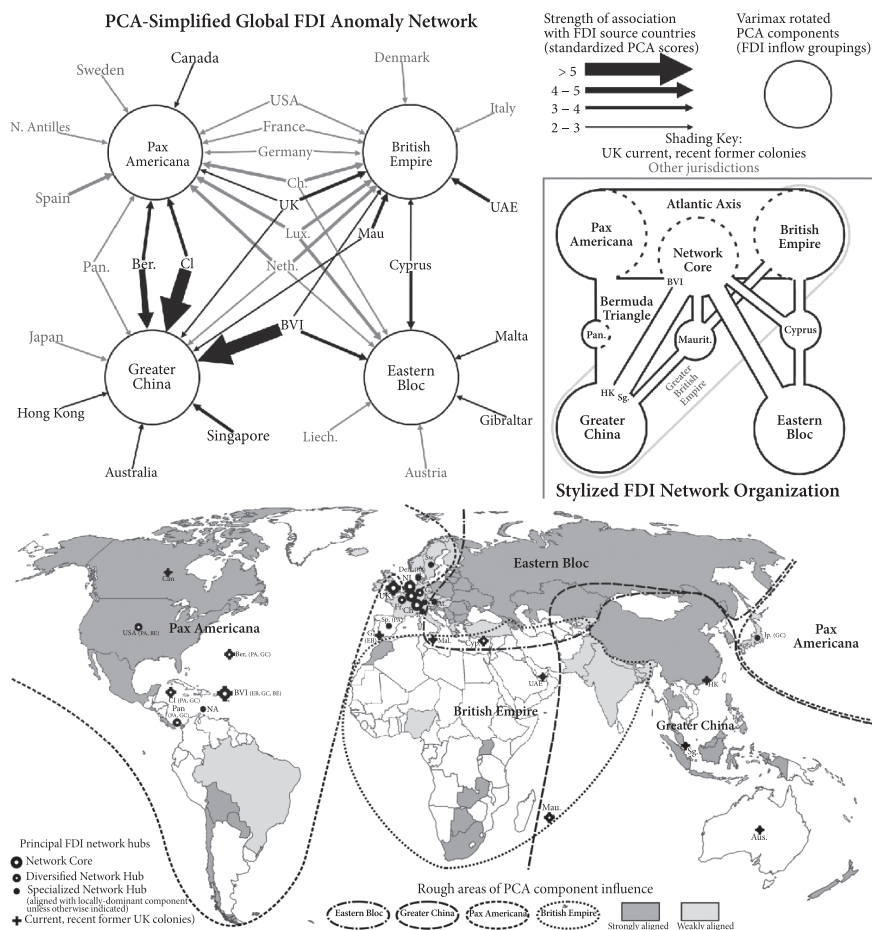 PCA-Simplified Global FDI Anomaly Network
Strength of association
with FDI source countries
(standardized PCA scores)
> 5
4 – 5
3 – 4
2 – 3
Varimax rotated
PCA components
(FDI inflow groupings)
Shading Key:
UK current, recent former colonies
Other jurisdictions
Sweden
Canada
Denmark
N. Antilles
USA
Italy
France
Pax
Americana
Germany
British
Empire
Spain
Ch.
UK
UAE
Lux.
Mau
Pan.
Ber.
CI
Neth.
Cyprus
BVI
Japan
Malta
Greater
China
Eastern
Bloc
Hong Kong
Singapore
Liech.
Gibraltar
Australia
Austria
Atlantic Axis
Pax
Americana
British
Empire
Network
Core
BVI
Bermuda
Triangle
Pan.
Maurit.
Cyprus
HK
Sg.
Greater
British
Empire
Greater
China
Eastern
Bloc
Stylized FDI Network Organization
Eastern Bloc
Can
Sw.
UK
USA (PA, BE)
Pax Americana
Sp. (PA)
Mal.
Jp. (GC)
Pax
Americana
Ber. (PA, GC)
UAE
HK
CI (PA, GC)
BVI (EB, GC, BE)
Pan
(PA, GC)
NA
British Empire
Greater China
Sg.
Mau.
Aus.
Principal FDI network hubs
Network Core
Diversified Network Hub
Specialized Network Hub
(aligned with locally-dominant component
unless otherwise indicated)
Current, recent former UK colonies)
Rough areas of PCA component influence
Eastern Bloc
Greater China
Pax Americana
British Empire
Strongly aligned
Weakly aligned